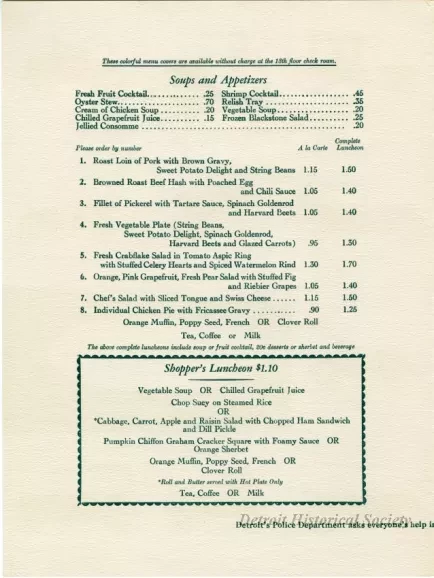 These colorful menu covers are available without charge at the 13th floor check room.
Soups and Appetizers
Fresh Fruit Cocktail .25 Shrimp Cocktail .45
Oyster Stew .70 Relish Tray .35
Cream of Chicken Soup .20 Vegetable Soup .20
Chilled Grapefruit Juice .15 Frozen Blackstone Salad .25
Jellied Consomme .20
Please order by number A la Carte Complete Luncheon
1. Roast Loin of Pork with Brown Gravy,
Sweet Potato Delight and String Beans 1.15 1.50
2. Browned Roast Beef Hash with Poached Egg
and Chili Sauce 1.05 1.40
3. Fillet of Pickerel with Tartare Sauce, Spinach Goldenrod
and Harvard Beets 1.05 1.40
4. Fresh Vegetable Plate (String Beans,
Sweet Potato Delight, Spinach Goldenrod,
Harvard Beets and Glazed Carrots) .95 1.30
5. Fresh Crabflake Salad in Tomato Aspic Ring
with Stuffed Celery Hearts and Spiced Watermelon Rind 1.30 1.70
6. Orange, Pink Grapefruit, Fresh Pear Salad with Stuffed Fig
and Riebier Grapes 1.05 1.40
7. Chef's Salad with Sliced Tongue and Swiss Cheese ...... 1.15 1.50
8. Individual Chicken Pie with Fricassee Gravy ........... .90 1.25
Orange Muffin, Poppy Seed, French OR Clover Roll
Tea, Coffee or Milk
The above complete luncheons include soup or fruit cocktail, 20c desserts or sherbet and beverage
Shopper's Luncheon $1.10
Vegetable Soup OR Chilled Grapefruit Juice
Chop Suey on Steamed Rice
OR
*Cabbage, Carrot, Apple and Raisin Salad with Chopped Ham Sandwich
and Dill Pickle
Pumpkin Chiffon Graham Cracker Square with Foamy Sauce OR
Orange Sherbet
Orange Muffin, Poppy Seed, French OR
Clover Roll
*Roll and Butter served with Hot Plate Only
Tea, Coffee OR Milk
Detroit Historical Society
Detroit's Police Department asks everyone's help i